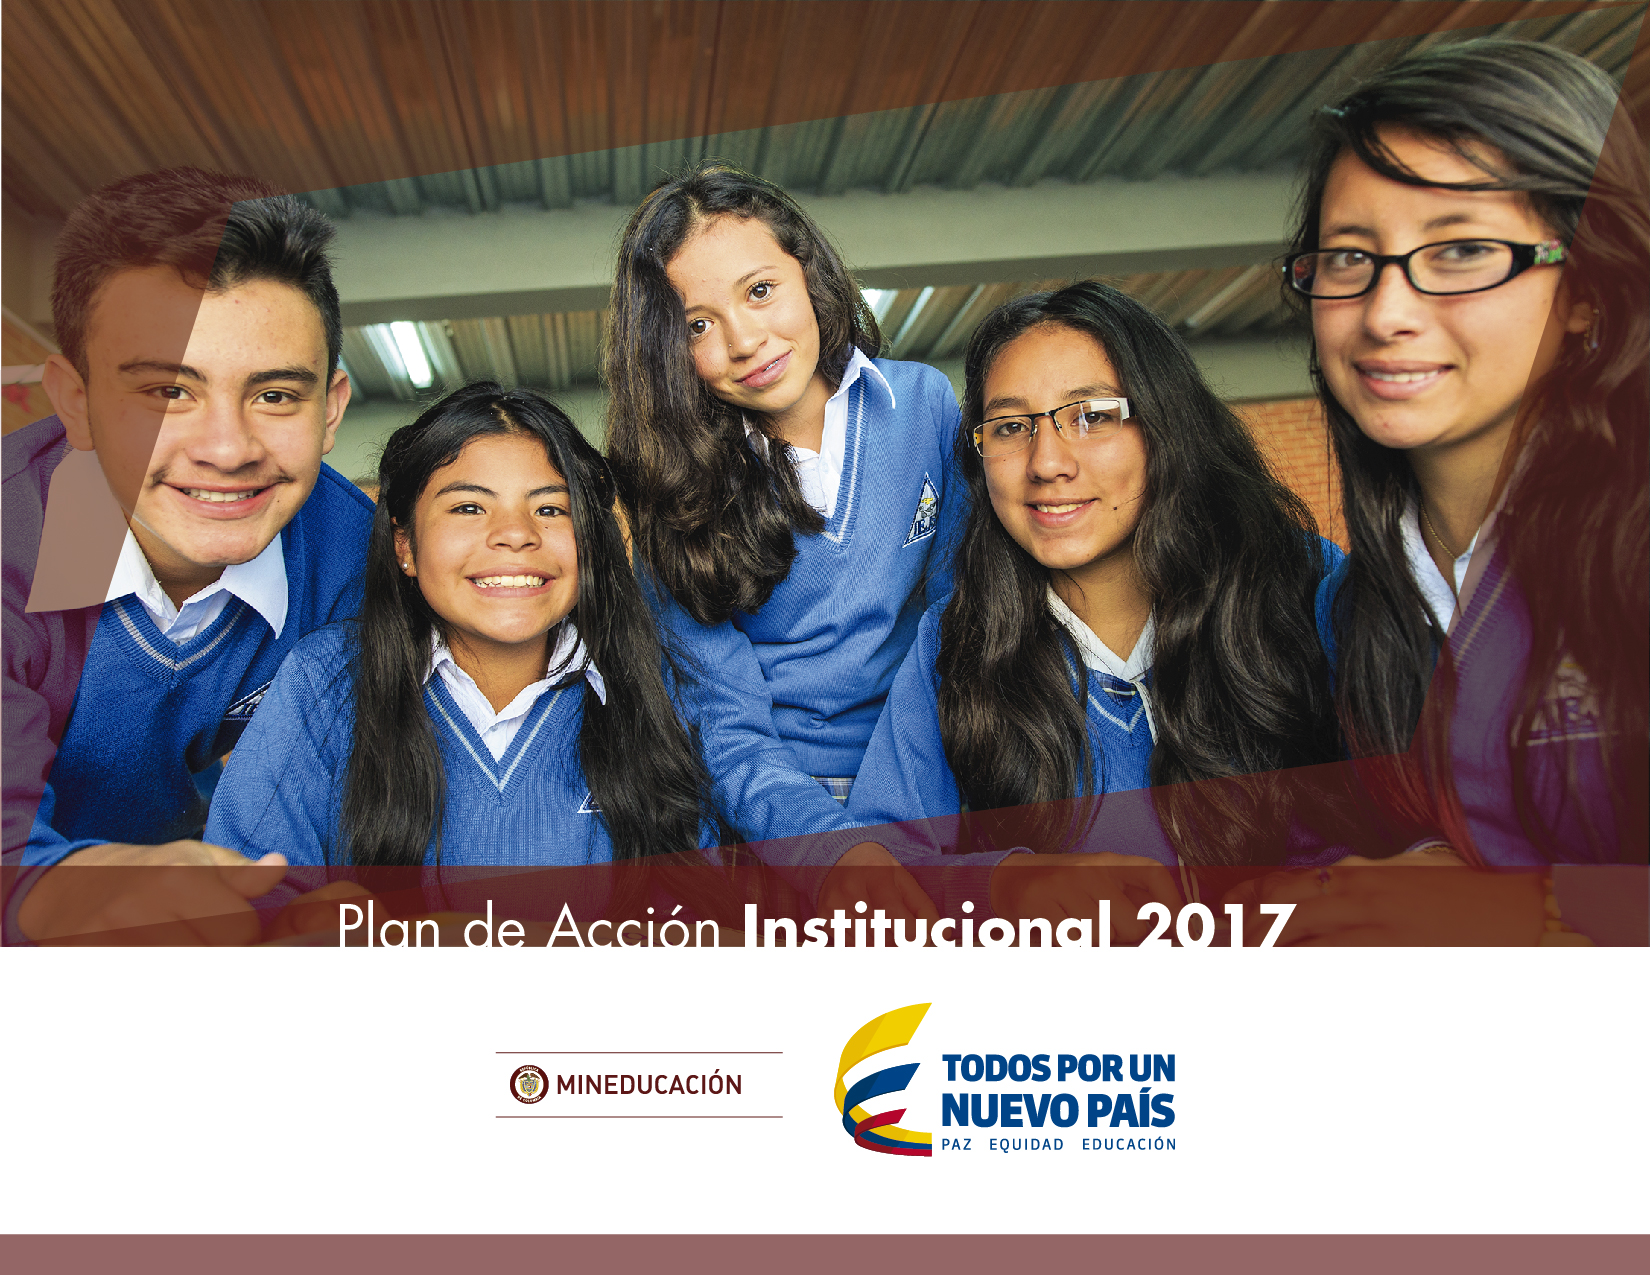 Plan de Acción Institucional 2017
MINEDUCACIÓN
TODOS POR UN
NUEVO PAÍS
PAZ EQUIDAD EDUCACIÓN